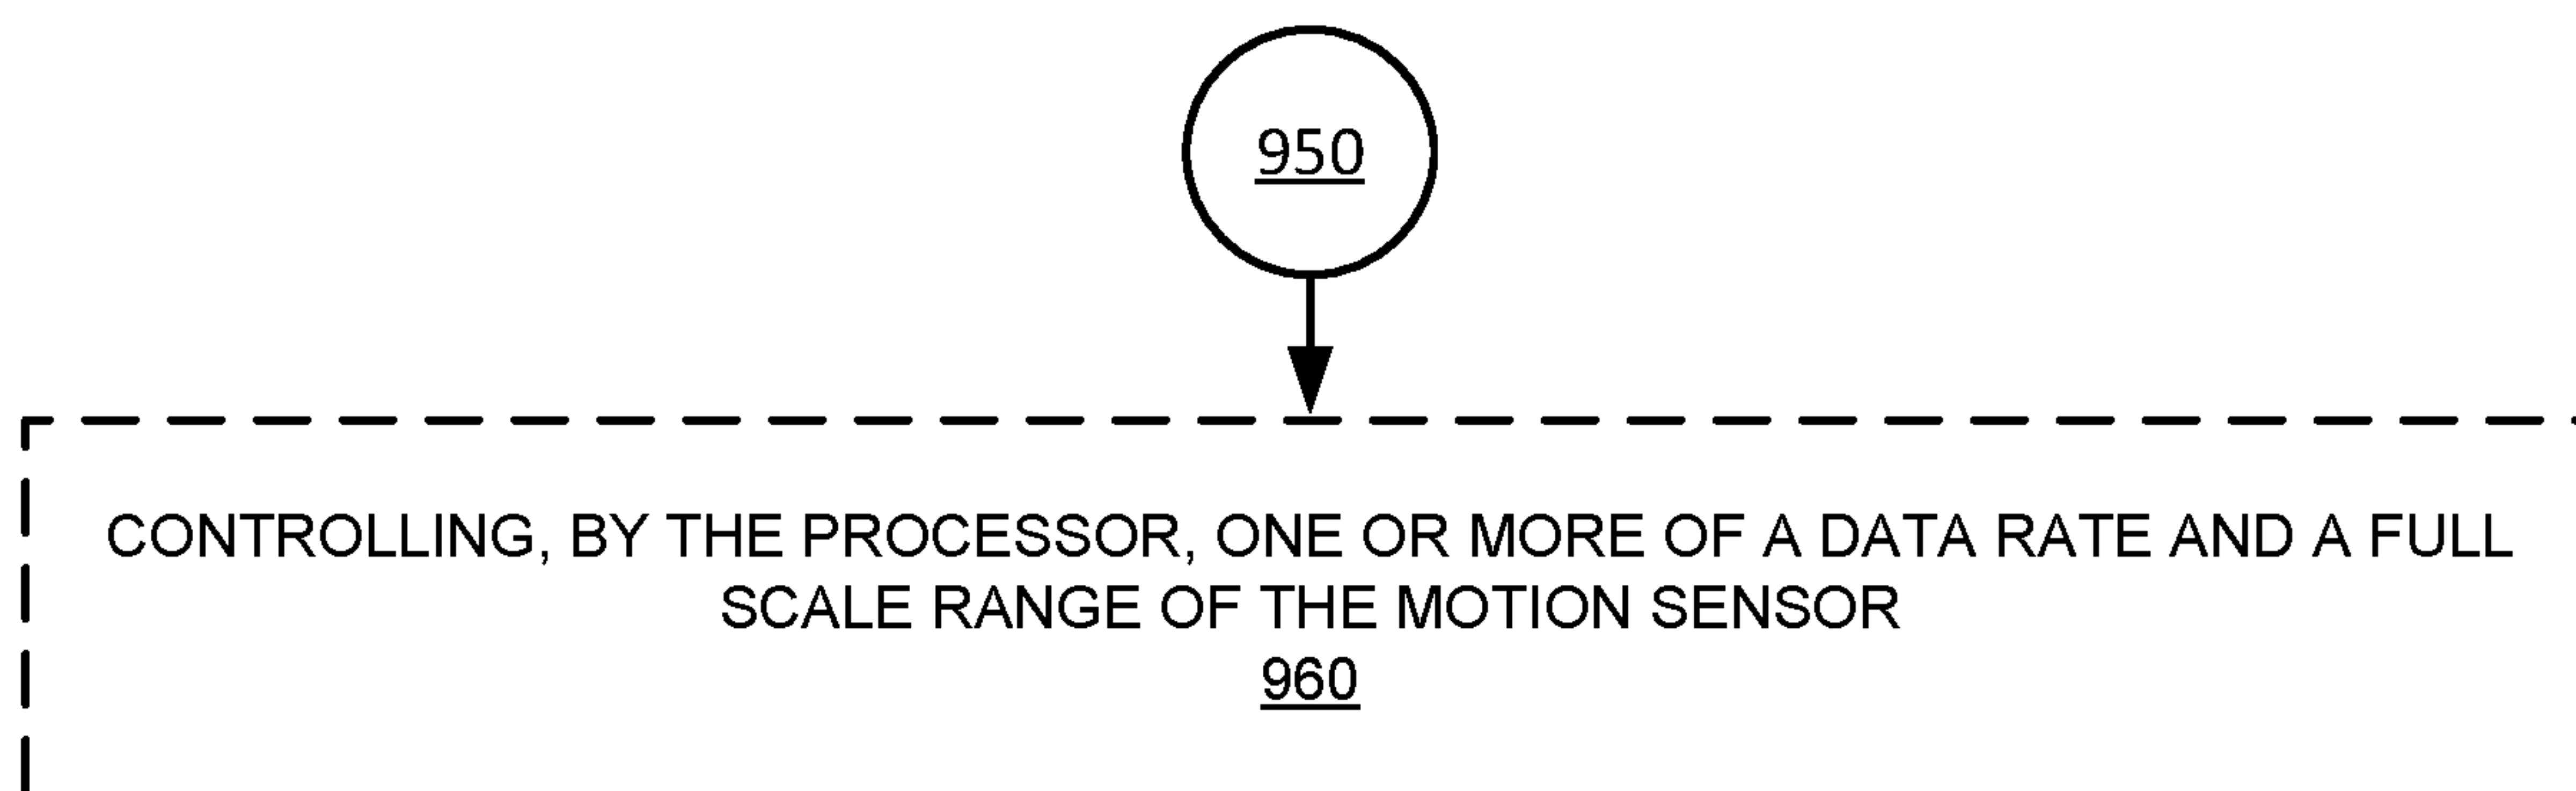 950
CONTROLLING, BY THE PROCESSOR, ONE OR MORE OF A DATA RATE AND A FULL
SCALE RANGE OF THE MOTION SENSOR
960